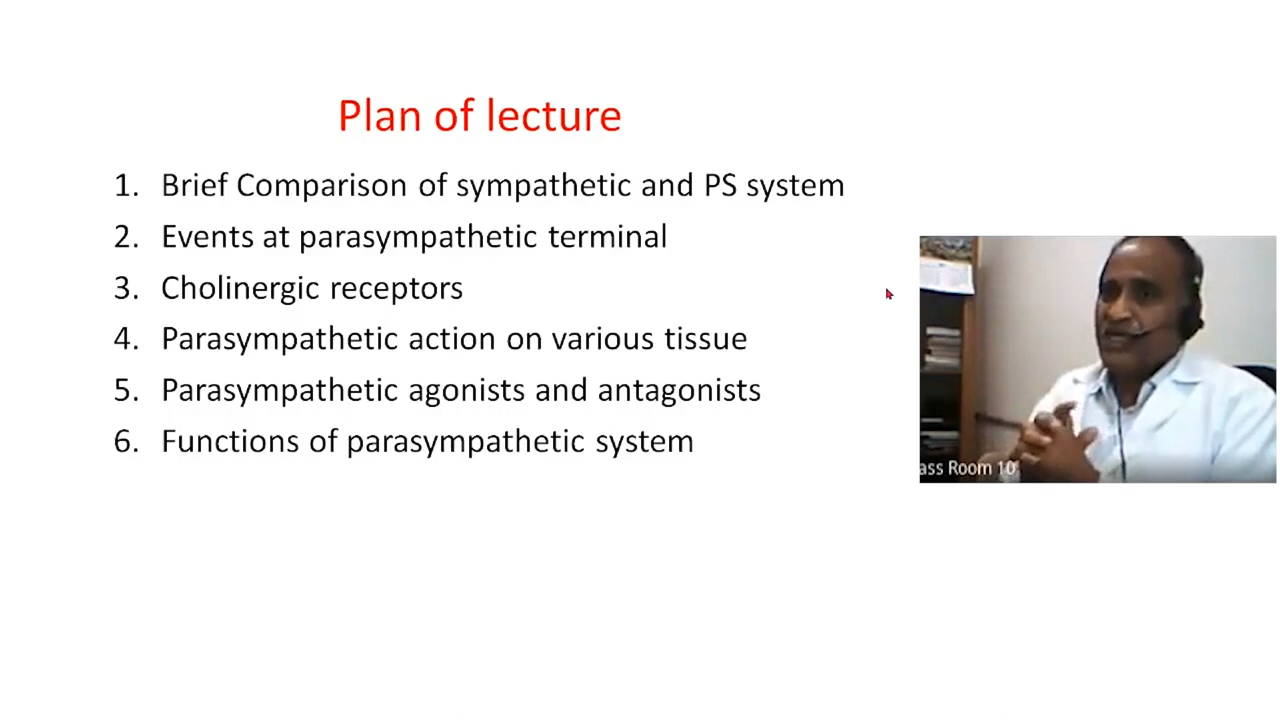 Plan of lecture
1. Brief Comparison of sympathetic and PS system
2. Events at parasympathetic terminal
3. Cholinergic receptors
4. Parasympathetic action on various tissue
5. Parasympathetic agonists and antagonists
6. Functions of parasympathetic system
ass Room 10